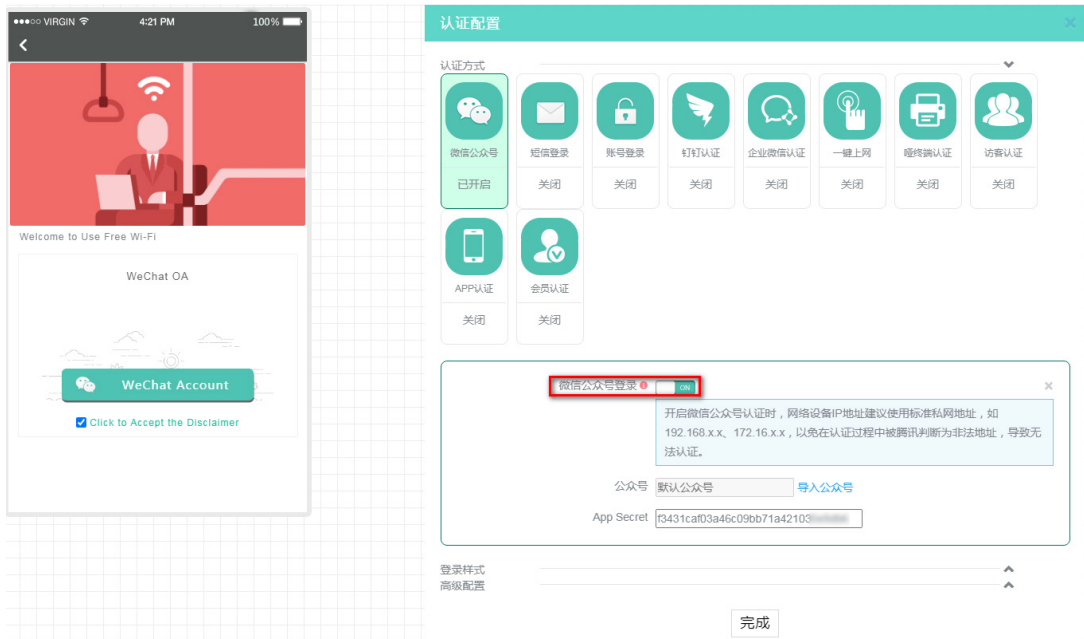 VIRGIN 4:21 PM 100%
Welcome to Use Free Wi-Fi
WeChat OA
WeChat Account
Click to Accept the Disclaimer
认证配置
认证方式
微信公众号 短信登录 账号登录 钉钉认证 企业微信认证 一键上网 哑终端认证 访客认证
已开启 关闭 关闭 关闭 关闭 关闭 关闭 关闭
APP认证 会员认证
关闭 关闭
微信公众号登录 ON
开启微信公众号认证时，网络设备IP地址建议使用标准私网地址，如
192.168.x.x、172.16.x.x，以免在认证过程中被腾讯判断为非法地址，导致无
法认证。
公众号 默认公众号 导入公众号
App Secret f3431caf03a46c09bb71a42103
登录样式
高级配置
完成